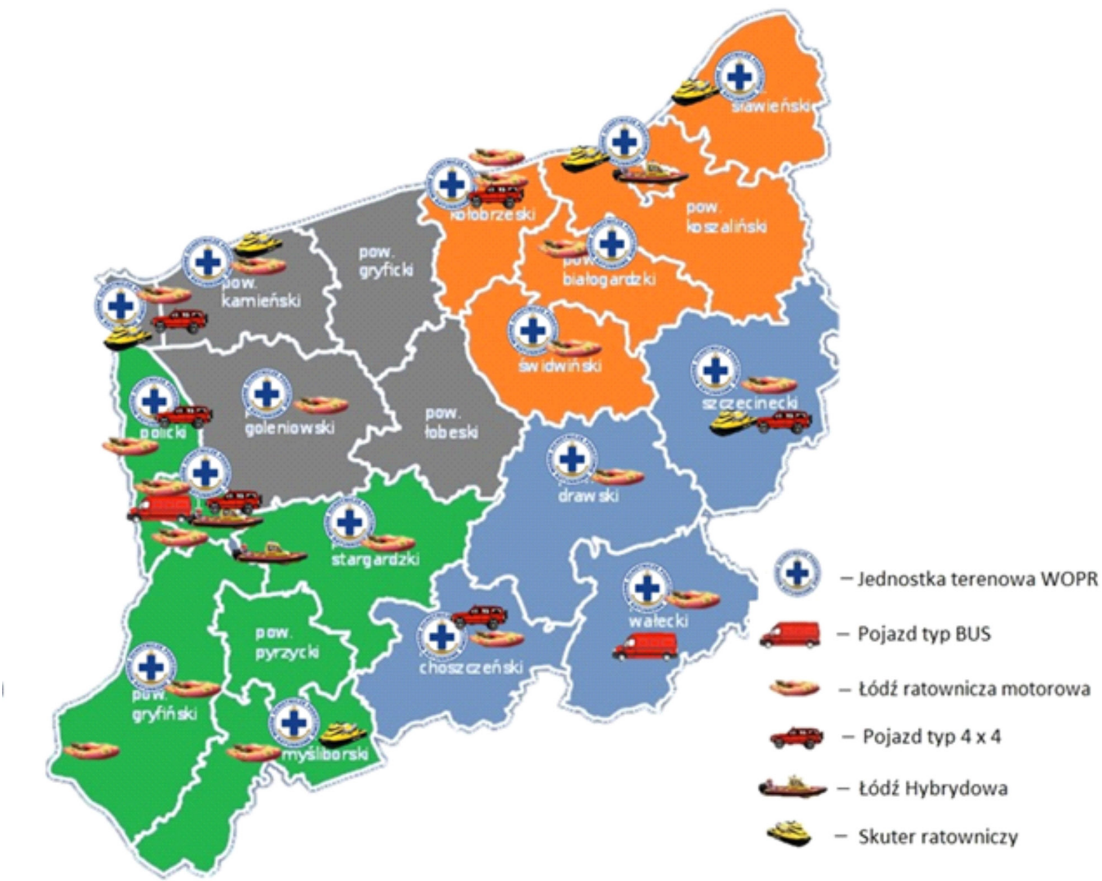 sławieński
kołobrzeski
pow.
koszaliński
pow.
gryficki
pow.
białogardzki
pow.
kamieński
świdwiński
szczecinecki
pow.
łobeski
goleniowski
policki
drawski
stargardzki
wałecki
pow.
pyrzycki
choszczeński
pow.
gryfiński
myśliborski
– Jednostka terenowa WOPR
– Pojazd typ BUS
– Łódź ratownicza motorowa
– Pojazd typ 4 x 4
– Łódź Hybrydowa
– Skuter ratowniczy